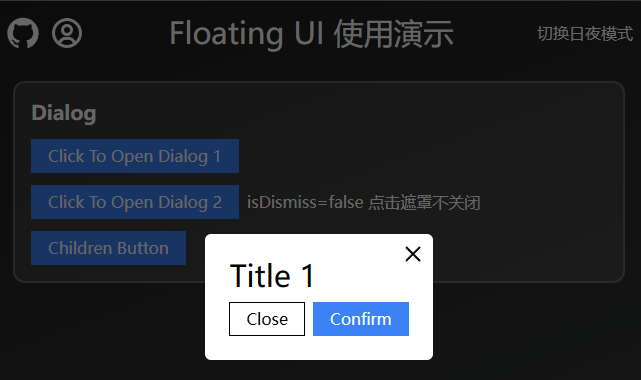 Floating UI 使用演示
切换日夜模式
Dialog
Click To Open Dialog 1
Click To Open Dialog 2 isDismiss=false 点击遮罩不关闭
Children Button
Title 1
Close Confirm